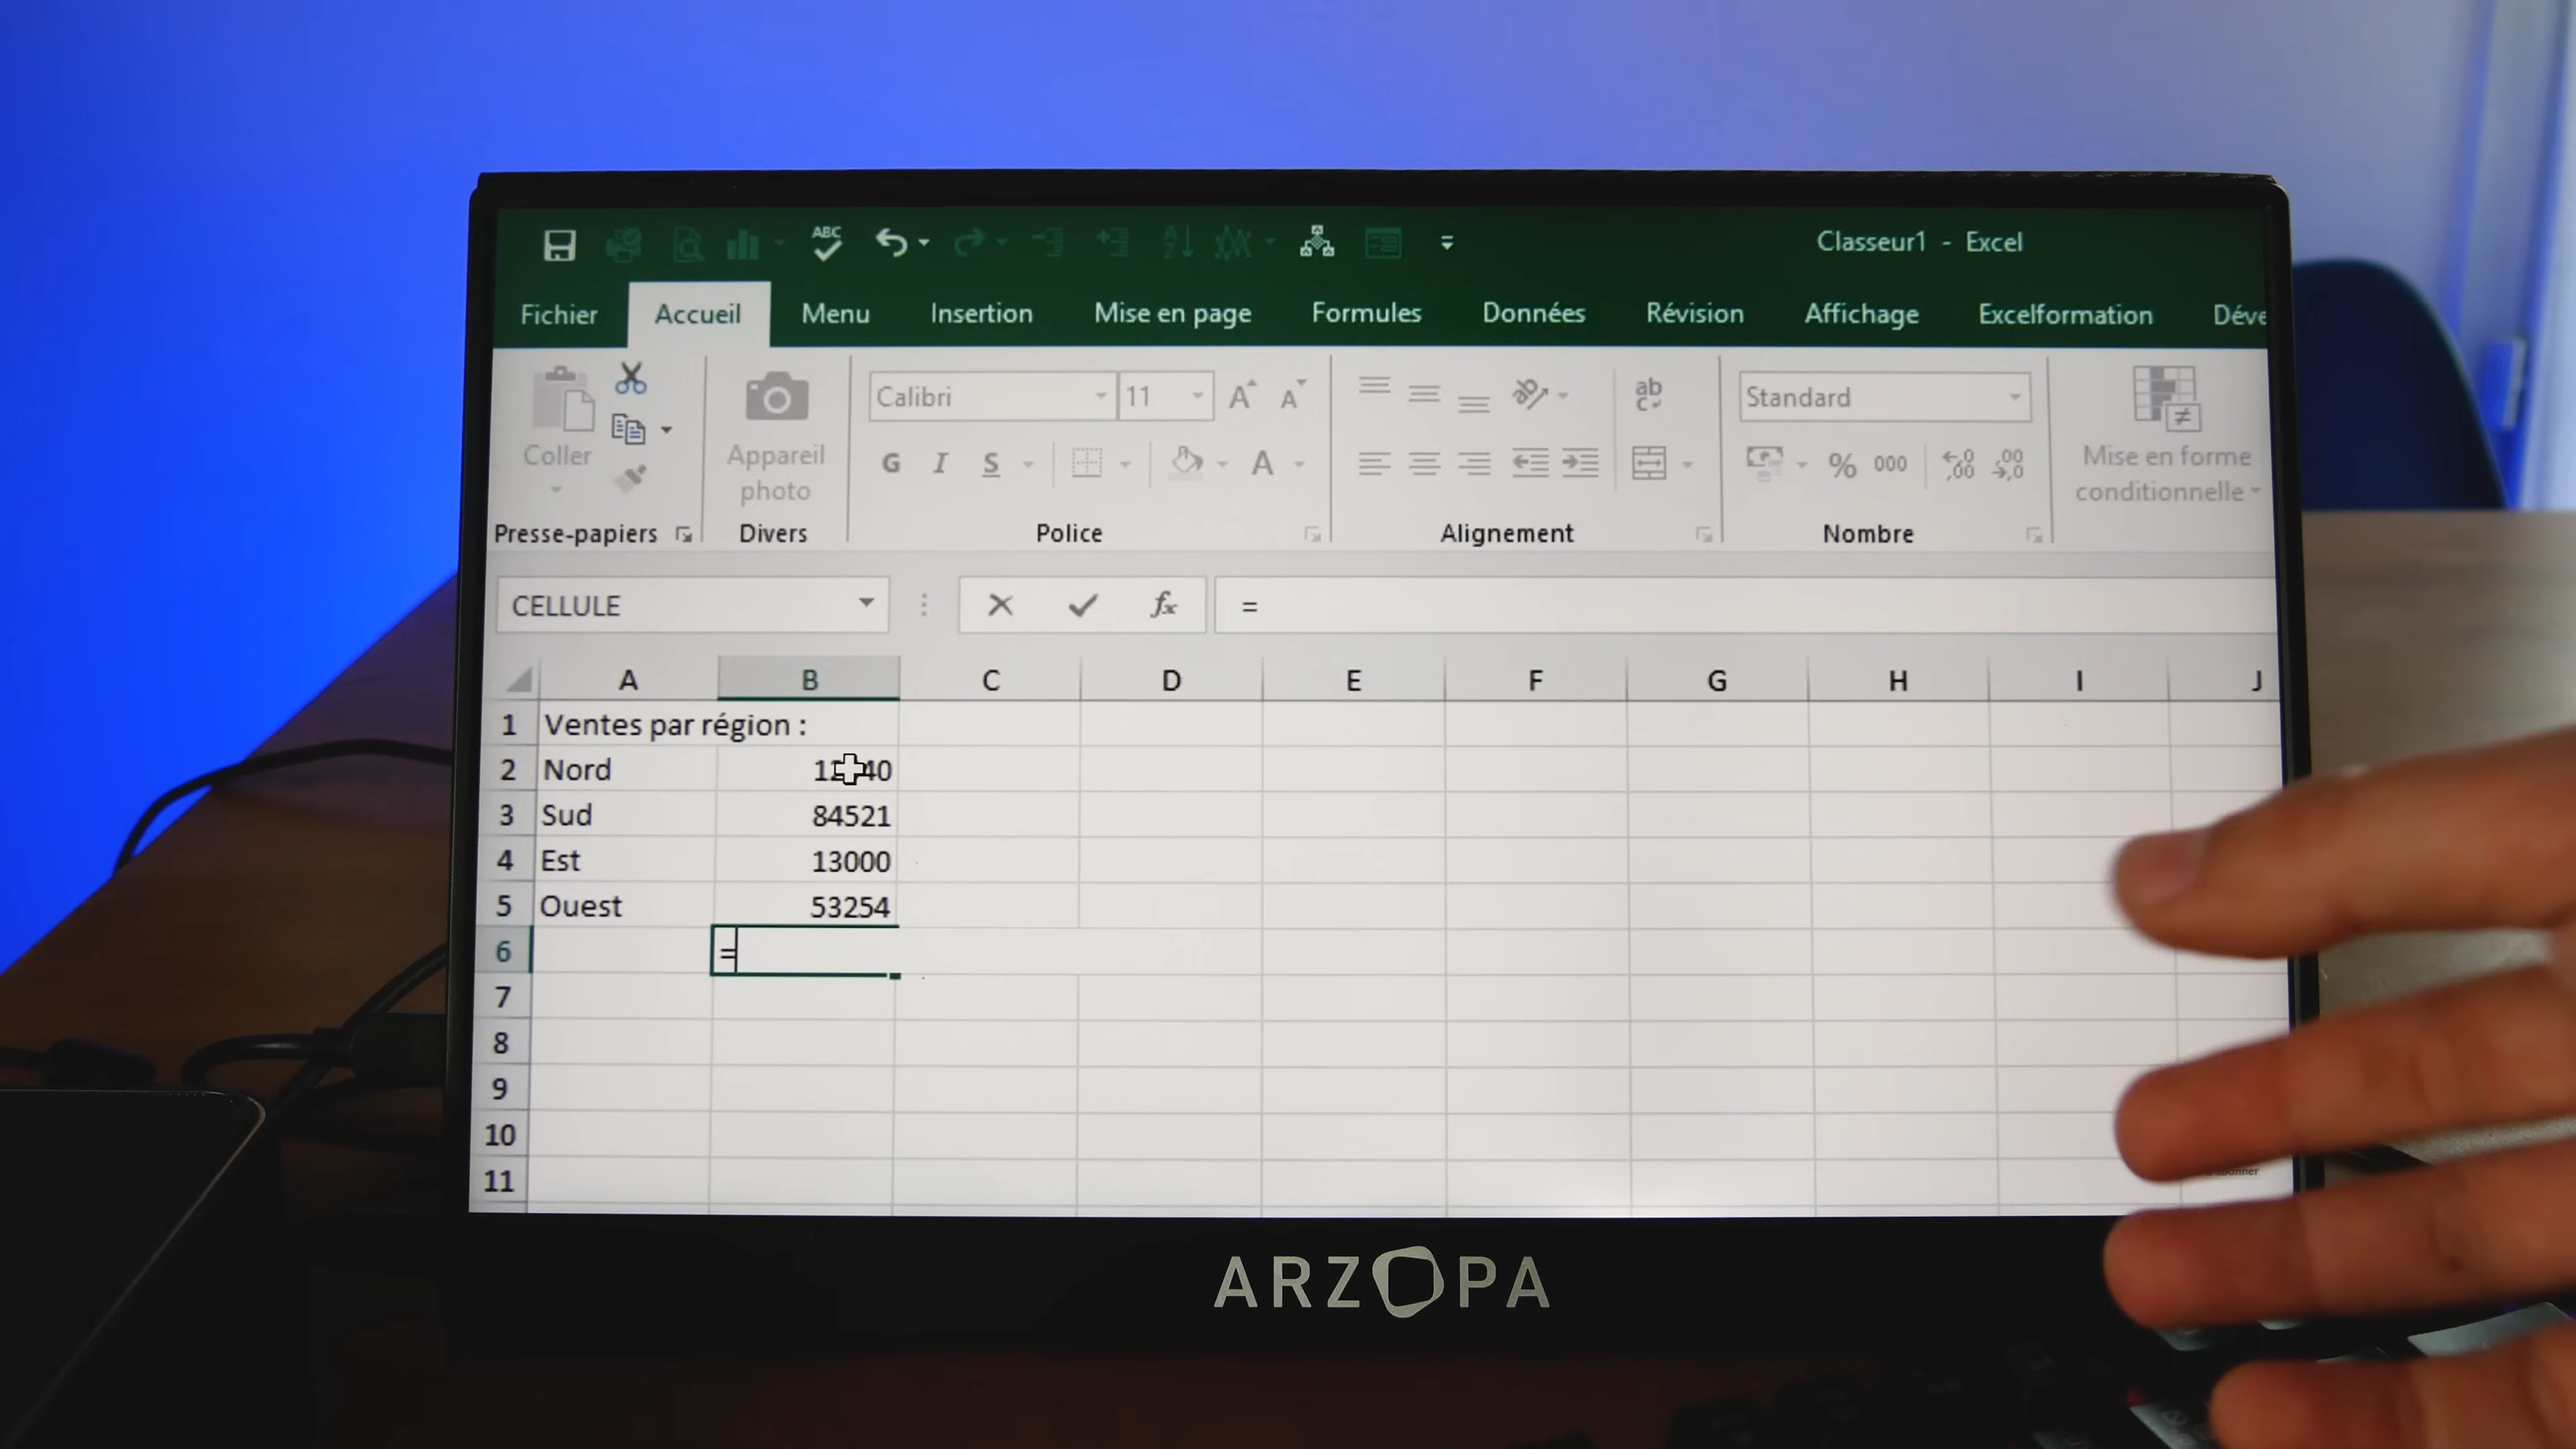 Classeur1 - Excel
Fichier Accueil Menu Insertion Mise en page Formules Données Révision Affichage Excelformation
Coller
Appareil photo
Calibri 11
G I S
ab
Standard
% 000
Mise en forme conditionnelle
Presse-papiers Divers Police Alignement Nombre
CELLULE fx =
A B C D E F G H I J
1 Ventes par région :
2 Nord
3 Sud 84521
4 Est 13000
5 Ouest 53254
6 =
7
8
9
10
11
ARZOPA